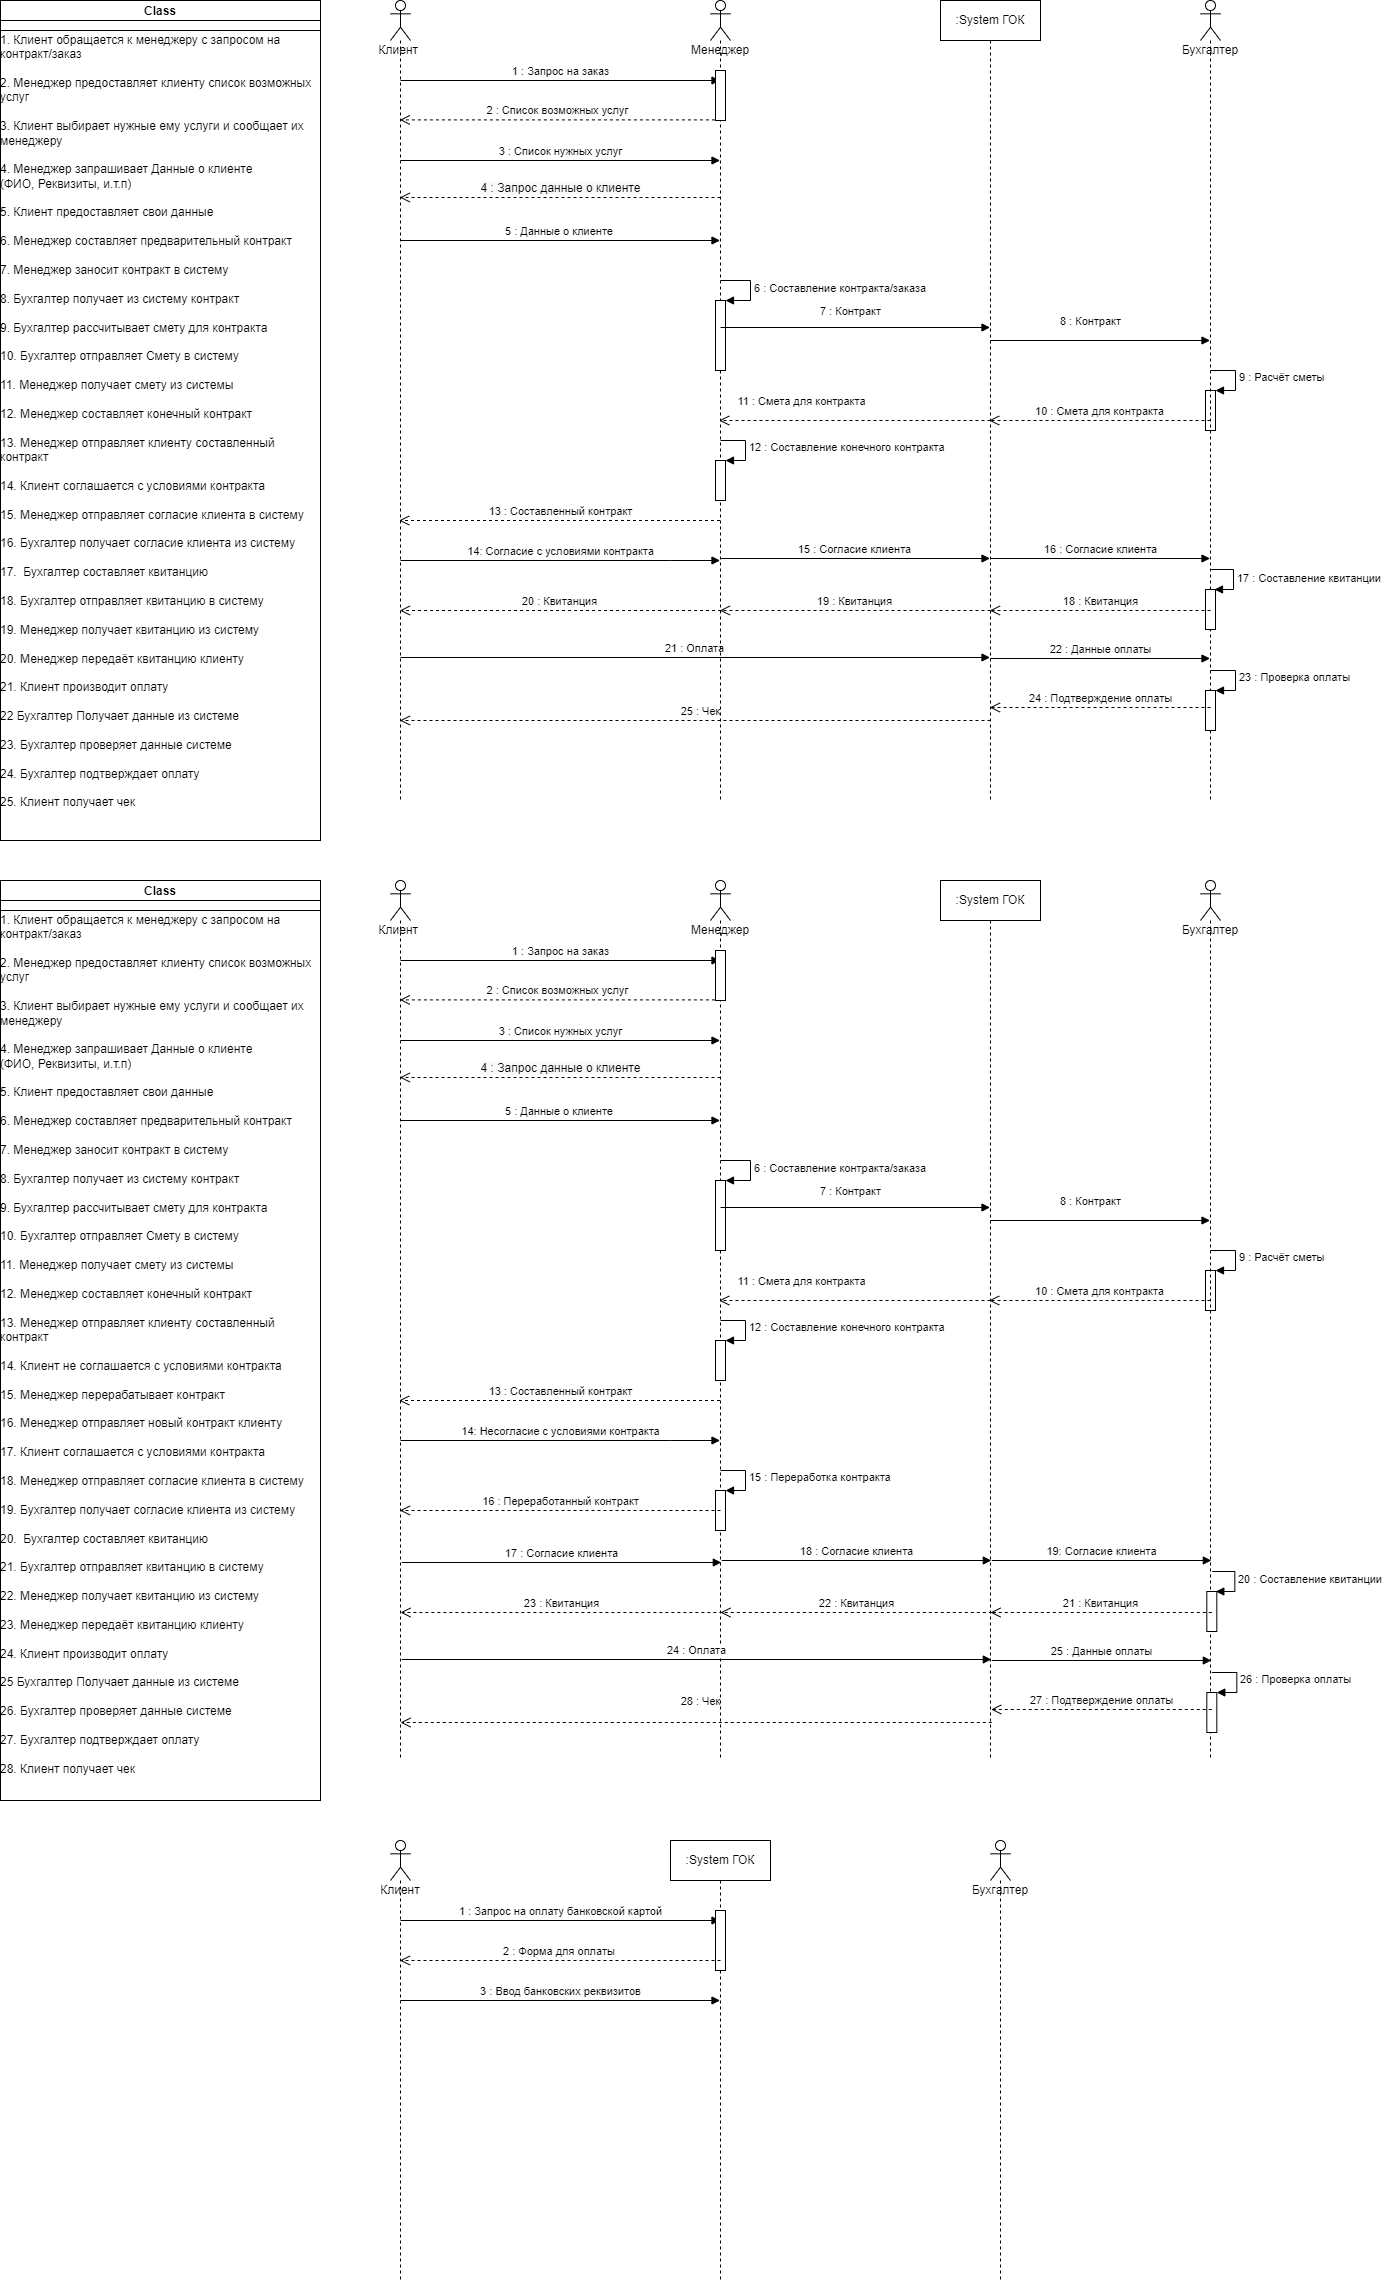 Class
1. Клиент обращается к менеджеру с запросом на
контракт/заказ
2. Менеджер предоставляет клиенту список возможных
услуг
3. Клиент выбирает нужные ему услуги и сообщает их
менеджеру
4. Менеджер запрашивает Данные о клиенте
(ФИО, Реквизиты, и.т.п)
5. Клиент предоставляет свои данные
6. Менеджер составляет предварительный контракт
7. Менеджер заносит контракт в систему
8. Бухгалтер получает из систему контракт
9. Бухгалтер рассчитывает смету для контракта
10. Бухгалтер отправляет Смету в систему
11. Менеджер получает смету из системы
12. Менеджер составляет конечный контракт
13. Менеджер отправляет клиенту составленный
контракт
14. Клиент соглашается с условиями контракта
15. Менеджер отправляет согласие клиента в систему
16. Бухгалтер получает согласие клиента из систему
17.  Бухгалтер составляет квитанцию
18. Бухгалтер отправляет квитанцию в систему
19. Менеджер получает квитанцию из систему
20. Менеджер передаёт квитанцию клиенту
21. Клиент производит оплату
22 Бухгалтер Получает данные из системе
23. Бухгалтер проверяет данные системе
24. Бухгалтер подтверждает оплату
25. Клиент получает чек
Клиент
Менеджер
:System ГОК
Бухгалтер
1 : Запрос на заказ
2 : Список возможных услуг
3 : Список нужных услуг
4 : Запрос данные о клиенте
5 : Данные о клиенте
6 : Составление контракта/заказа
7 : Контракт
8 : Контракт
9 : Расчёт сметы
11 : Смета для контракта
10 : Смета для контракта
12 : Составление конечного контракта
13 : Составленный контракт
14: Согласие с условиями контракта
15 : Согласие клиента
16 : Согласие клиента
17 : Составление квитанции
20 : Квитанция
19 : Квитанция
18 : Квитанция
21 : Оплата
22 : Данные оплаты
23 : Проверка оплаты
24 : Подтверждение оплаты
25 : Чек
Class
1. Клиент обращается к менеджеру с запросом на
контракт/заказ
2. Менеджер предоставляет клиенту список возможных
услуг
3. Клиент выбирает нужные ему услуги и сообщает их
менеджеру
4. Менеджер запрашивает Данные о клиенте
(ФИО, Реквизиты, и.т.п)
5. Клиент предоставляет свои данные
6. Менеджер составляет предварительный контракт
7. Менеджер заносит контракт в систему
8. Бухгалтер получает из систему контракт
9. Бухгалтер рассчитывает смету для контракта
10. Бухгалтер отправляет Смету в систему
11. Менеджер получает смету из системы
12. Менеджер составляет конечный контракт
13. Менеджер отправляет клиенту составленный
контракт
14. Клиент не соглашается с условиями контракта
15. Менеджер перерабатывает контракт
16. Менеджер отправляет новый контракт клиенту
17. Клиент соглашается с условиями контракта
18. Менеджер отправляет согласие клиента в систему
19. Бухгалтер получает согласие клиента из систему
20.  Бухгалтер составляет квитанцию
21. Бухгалтер отправляет квитанцию в систему
22. Менеджер получает квитанцию из систему
23. Менеджер передаёт квитанцию клиенту
24. Клиент производит оплату
25 Бухгалтер Получает данные из системе
26. Бухгалтер проверяет данные системе
27. Бухгалтер подтверждает оплату
28. Клиент получает чек
Клиент
Менеджер
:System ГОК
Бухгалтер
1 : Запрос на заказ
2 : Список возможных услуг
3 : Список нужных услуг
4 : Запрос данные о клиенте
5 : Данные о клиенте
6 : Составление контракта/заказа
7 : Контракт
8 : Контракт
9 : Расчёт сметы
11 : Смета для контракта
10 : Смета для контракта
12 : Составление конечного контракта
13 : Составленный контракт
14: Несогласие с условиями контракта
15 : Переработка контракта
16 : Переработанный контракт
17 : Согласие клиента
18 : Согласие клиента
19: Согласие клиента
20 : Составление квитанции
23 : Квитанция
22 : Квитанция
21 : Квитанция
24 : Оплата
25 : Данные оплаты
26 : Проверка оплаты
27 : Подтверждение оплаты
28 : Чек
Клиент
:System ГОК
Бухгалтер
1 : Запрос на оплату банковской картой
2 : Форма для оплаты
3 : Ввод банковских реквизитов